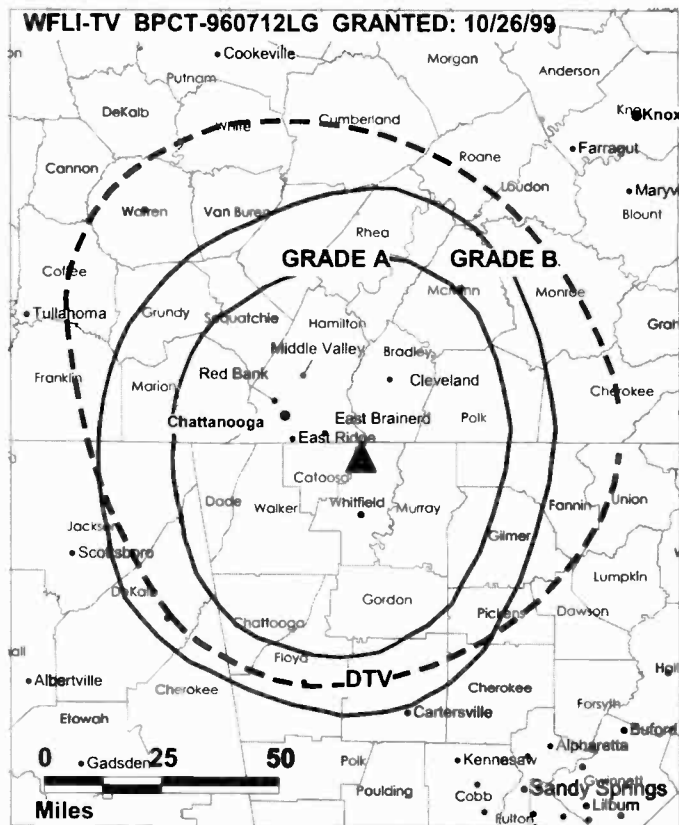 WFLI-TV BPCT-960712LG GRANTED: 10/26/99
Cookeville
Morgan
Anderson
Putnam
DeKalb
Knox
Cumberland
White
Farragut
Roane
Cannon
Loudon
Maryv
Blount
Warren
Van Buren
Rhea
GRADE A
GRADE B
Coffee
McMinn
Monroe
Tullahoma
Grundy
Sequatchie
Hamilton
Grah
Middle Valley
Bradley
Franklin
Marion
Red Bank
Cleveland
Cherokee
Chattanooga
East Brainerd
Polk
East Ridge
Catoosa
Dade
Walker
Whitfield
Murray
Fannin
Union
Jackson
Gilmer
Scottsboro
Lumpkin
DeKalb
Gordon
Chattooga
Pickens
Dawson
Floyd
Hall
Albertville
DTV
Cherokee
Cherokee
Forsyth
Etowah
Cartersville
Buford
Alpharetta
0 25 50
Gadsden
Polk
Kennesaw
Gwinnett
Paulding
Cobb
Sandy Springs
Lilburn
Miles
Fulton